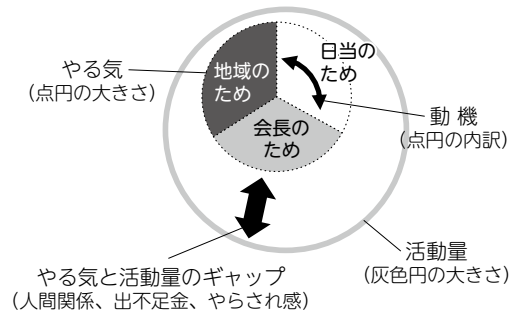 やる気
(点円の大きさ)
地域の
ため
日当の
ため
会長の
ため
動 機
(点円の内訳)
活動量
(灰色円の大きさ)
やる気と活動量のギャップ
(人間関係、出不足金、やらされ感)